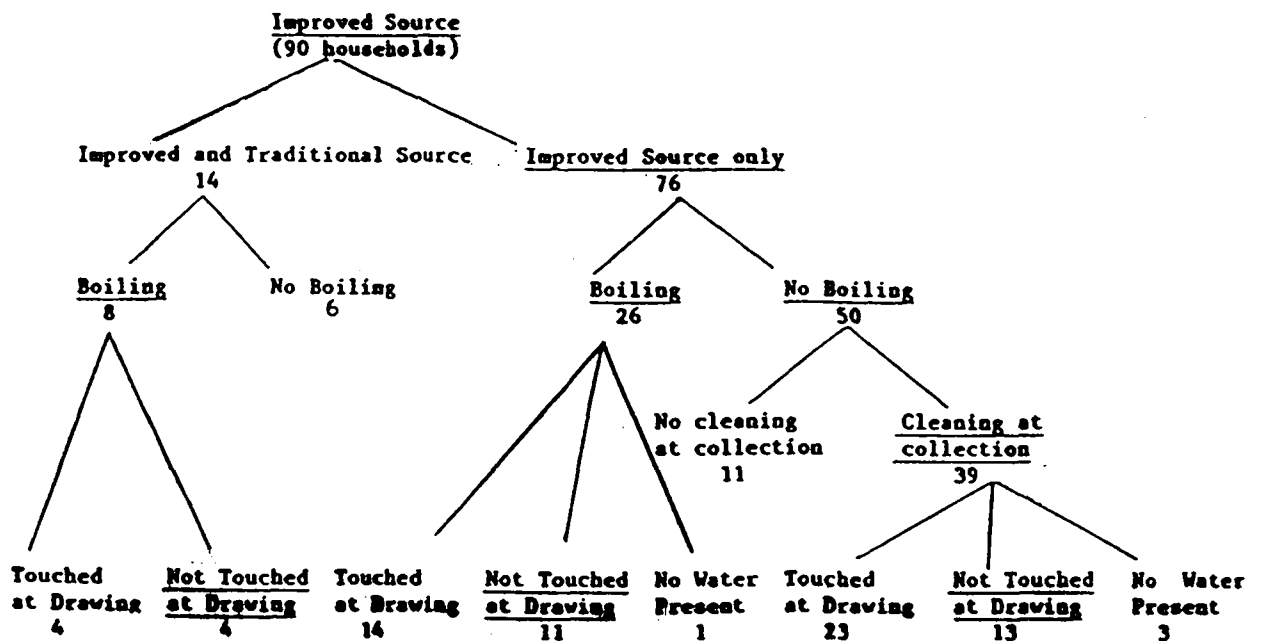 Improved Source
(90 households)
Improved and Traditional Source
14
Improved Source only
76
Boiling
8
No Boiling
6
Boiling
26
No Boiling
50
No cleaning
at collection
11
Cleaning at
collection
39
Touched
at Drawing
4
Not Touched
at Drawing
4
Touched
at Drawing
14
Not Touched
at Drawing
11
No Water
Present
1
Touched
at Drawing
23
Not Touched
at Drawing
13
No Water
Present
3